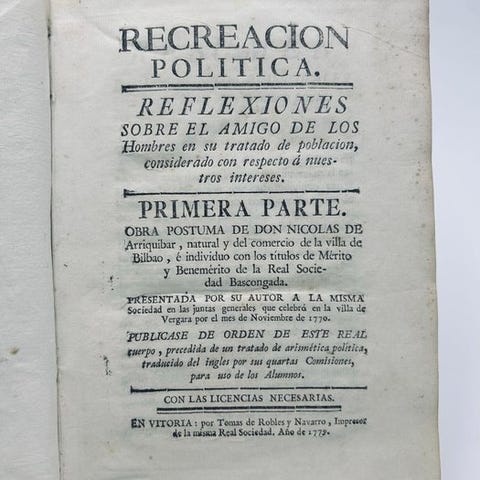 RECREACION
POLITICA.
REFLEXIONES
SOBRE EL AMIGO DE LOS
Hombres en su tratado de poblacion,
considerado con respecto á nues-
tros intereses.
PRIMERA PARTE.
OBRA POSTUMA DE DON NICOLAS DE
Arriquibar, natural y del comercio de la villa de
Bilbao, é individuo con los titulos de Mérito
y Benemérito de la Real Socie-
dad Bascongada.
PRESENTADA POR SU AUTOR A LA MISMA
Sociedad en las juntas generales que celebró en la villa de
Vergara por el mes de Noviembre de 1770.
PUBLICASE DE ORDEN DE ESTE REAL
cuerpo, precedida de un tratado de arismética politica,
traducido del ingles por sus quartas Comisiones,
para uso de los Alumnos.
CON LAS LICENCIAS NECESARIAS.
EN VITORIA: por Tomas de Robles y Navarro, Impresor
de la misma Real Sociedad. Año de 1779.